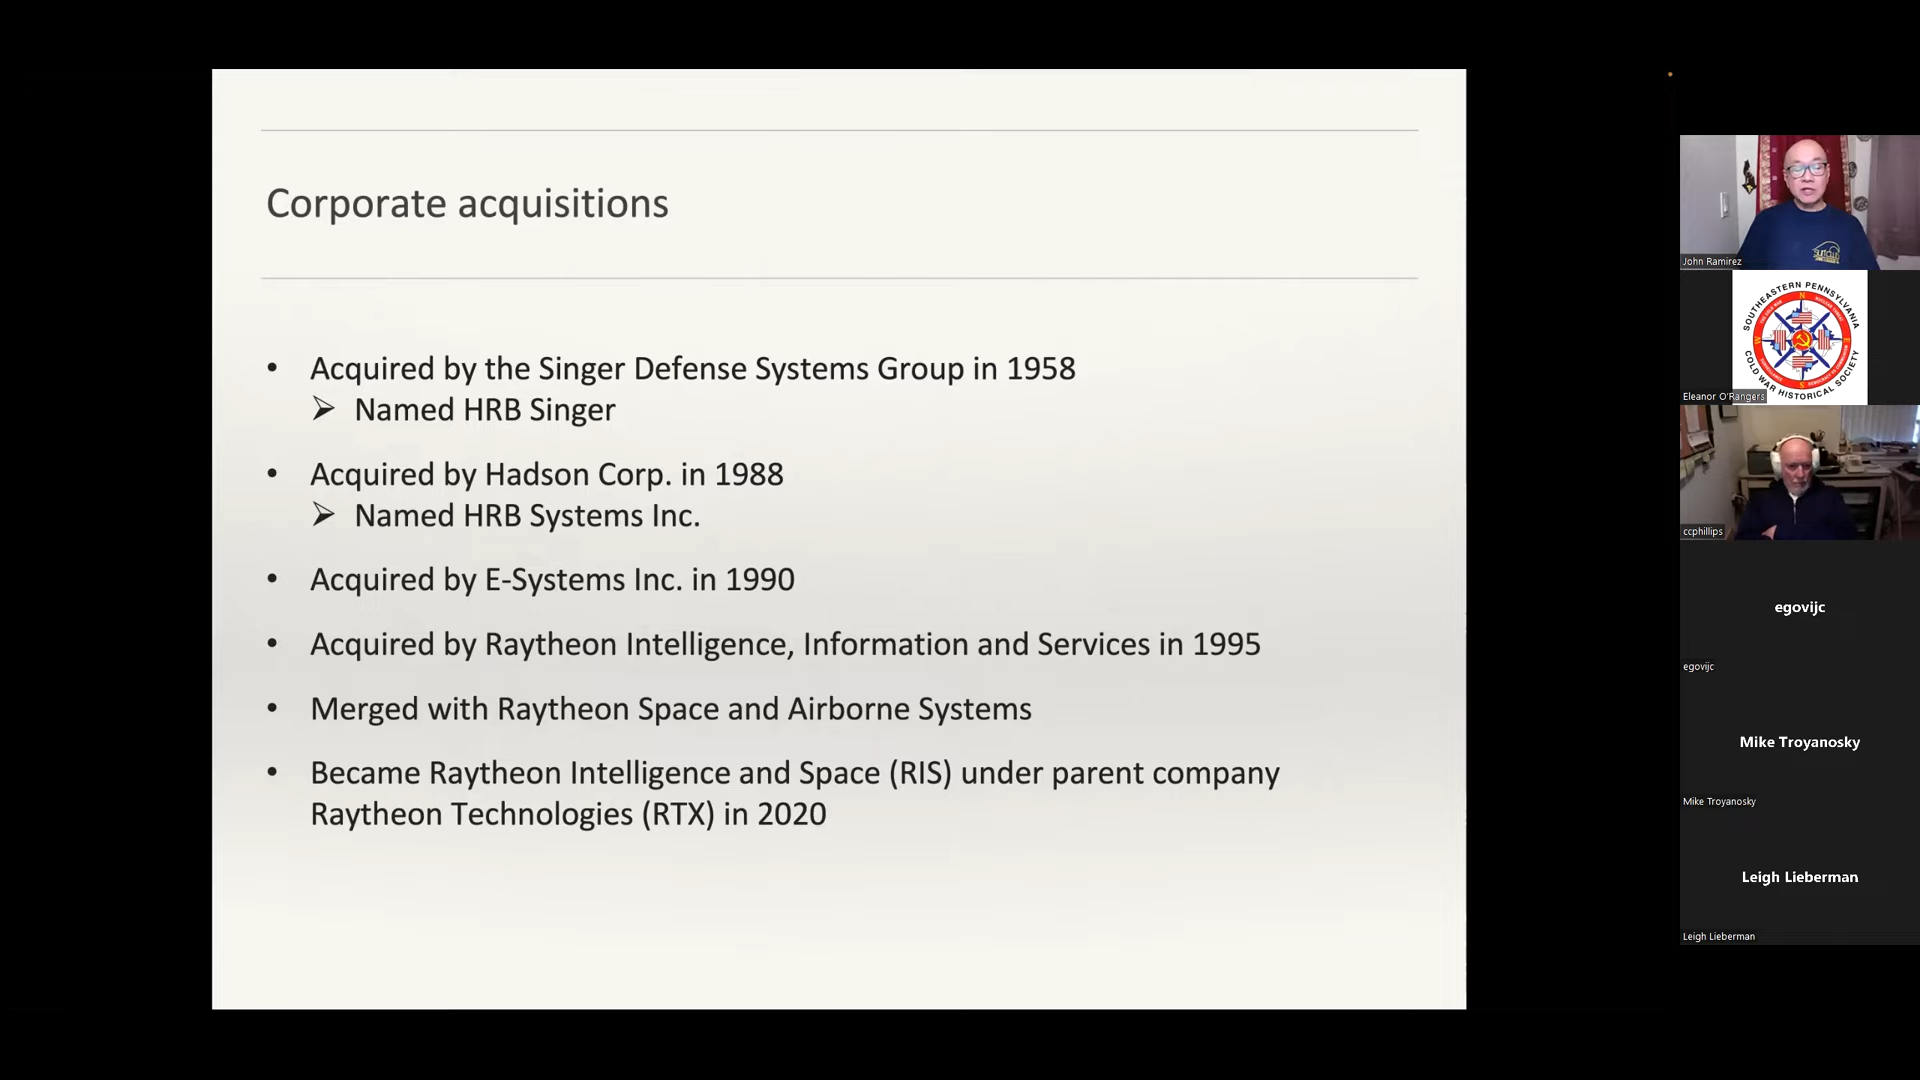 Corporate acquisitions
• Acquired by the Singer Defense Systems Group in 1958
➢ Named HRB Singer
• Acquired by Hadson Corp. in 1988
➢ Named HRB Systems Inc.
• Acquired by E-Systems Inc. in 1990
• Acquired by Raytheon Intelligence, Information and Services in 1995
• Merged with Raytheon Space and Airborne Systems
• Became Raytheon Intelligence and Space (RIS) under parent company
Raytheon Technologies (RTX) in 2020
John Ramirez
SOUTHEASTERN PENNSYLVANIA
COLD WAR HISTORICAL SOCIETY
N
W
E
S
Eleanor O'Rangers
ccphillips
egovijc
egovijc
Mike Troyanosky
Mike Troyanosky
Leigh Lieberman
Leigh Lieberman